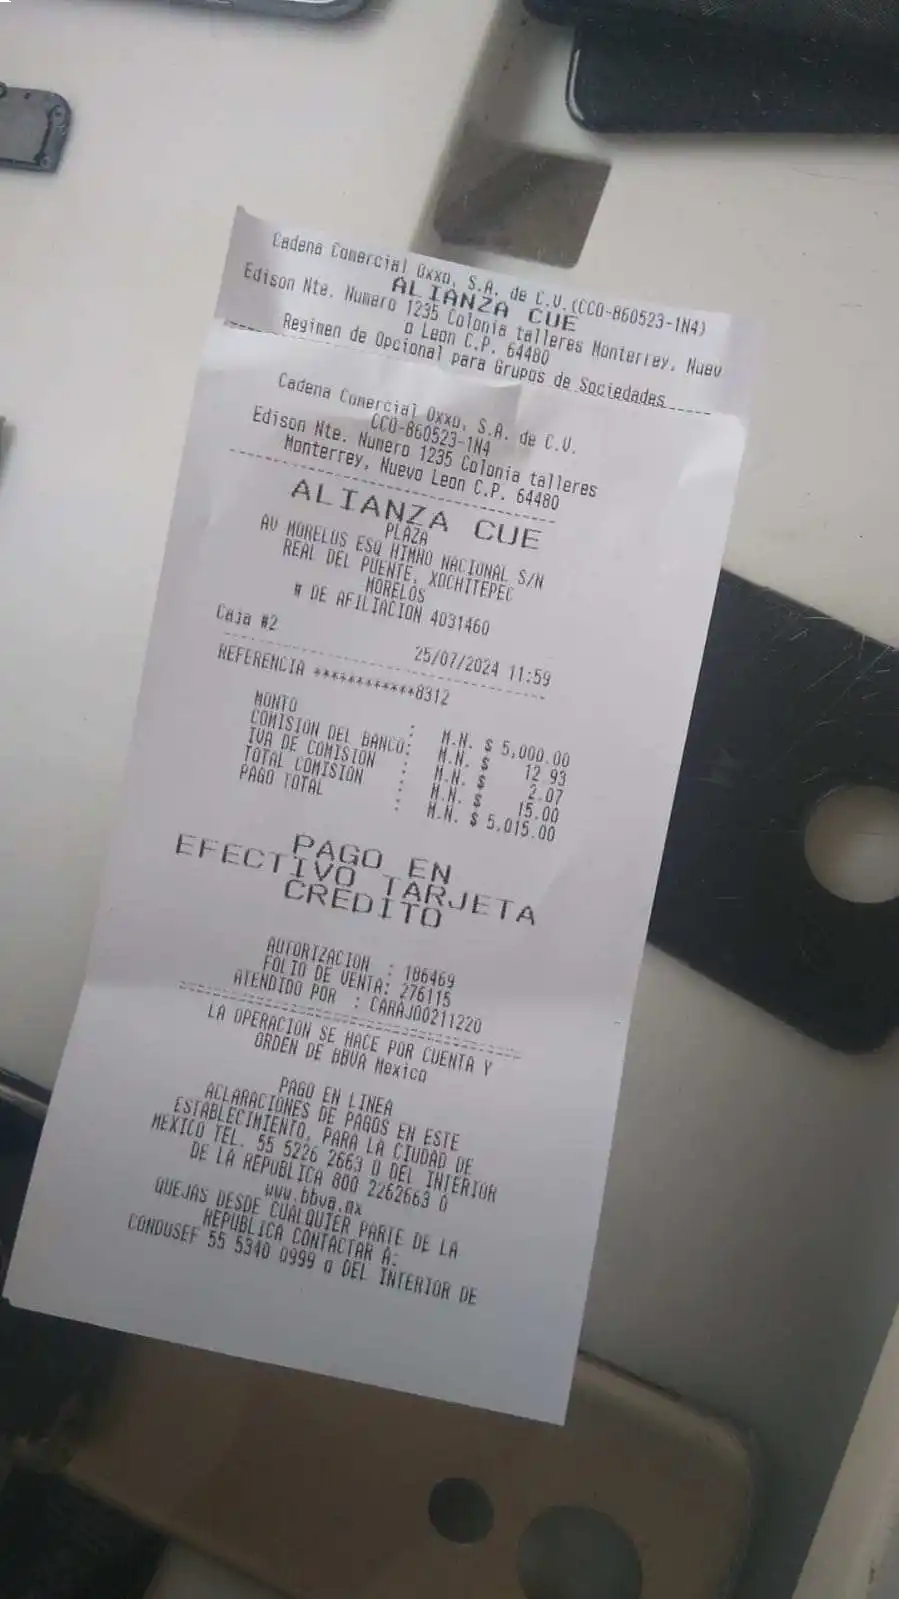 Cadena Comercial Oxxo, S.A. de C.V.(CCO-860523-1N4)
ALIANZA CUE
Edison Nte. Numero 1235 Colonia talleres Monterrey, Nuev
o Leon C.P. 64480
Regimen de Opcional para Grupos de Sociedades
Cadena Comercial Oxxo, S.A. de C.V.
CCO-860523-1N4
Edison Nte. Numero 1235 Colonia talleres
Monterrey, Nuevo Leon C.P. 64480
ALIANZA CUE
PLAZA
AV MORELOS ESQ HIMNO NACIONAL S/N
REAL DEL PUENTE, XOCHITEPEC
MORELOS
# DE AFILIACION 4031460
Caja #2
25/07/2024 11:59
REFERENCIA ************8312
MONTO : M.N. $ 5,000.00
COMISION DEL BANCO: M.N. $ 12.93
IVA DE COMISION : M.N. $ 2.07
TOTAL COMISION : M.N. $ 15.00
PAGO TOTAL : M.N. $ 5,015.00
PAGO EN
EFECTIVO TARJETA
CREDITO
AUTORIZACION : 186469
FOLIO DE VENTA: 276115
ATENDIDO POR : CARAJO0211220
LA OPERACION SE HACE POR CUENTA Y
ORDEN DE BBVA Mexico
PAGO EN LINEA
ACLARACIONES DE PAGOS EN ESTE
ESTABLECIMIENTO, PARA LA CIUDAD DE
MEXICO TEL. 55 5226 2663 O DEL INTERIOR
DE LA REPUBLICA 800 2262663 O
www.bbva.mx
QUEJAS DESDE CUALQUIER PARTE DE LA
REPUBLICA CONTACTAR A:
CONDUSEF 55 5340 0999 o DEL INTERIOR DE